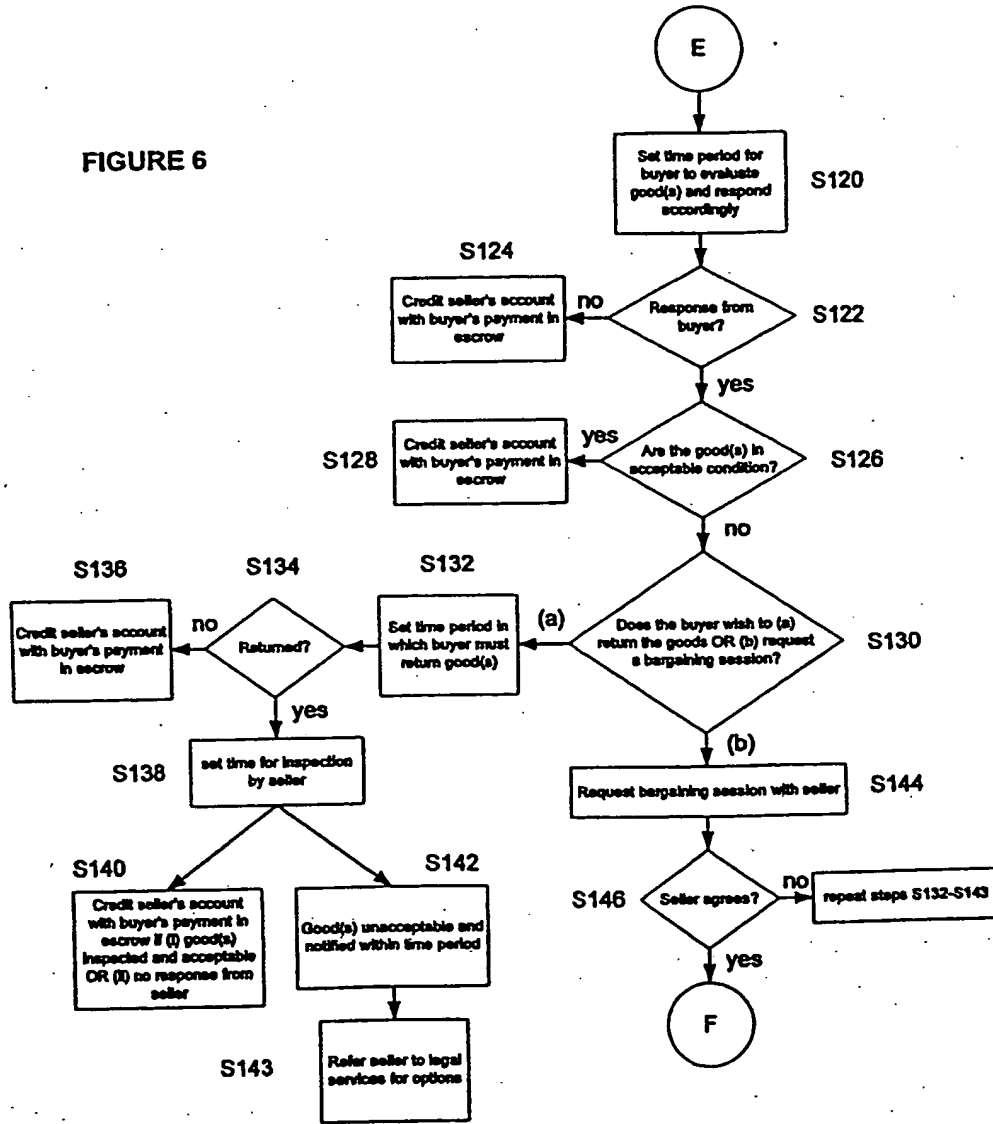 E
FIGURE 6
Set time period for
buyer to evaluate
good(s) and respond
accordingly
S120
S124
Credit seller's account
with buyer's payment in
escrow
no
Response from
buyer?
S122
yes
S128
Credit seller's account
with buyer's payment in
escrow
yes
Are the good(s) in
acceptable condition?
S126
no
S136
S134
S132
Credit seller's account
with buyer's payment
in escrow
no
Returned?
Set time period in
which buyer must
return good(s)
(a)
Does the buyer wish to (a)
return the goods OR (b) request
a bargaining session?
S130
yes
(b)
S138
set time for inspection
by seller
Request bargaining session with seller
S144
S140
Credit seller's account
with buyer's payment in
escrow if (i) good(s)
inspected and acceptable
OR (ii) no response from
seller
S142
Good(s) unacceptable and
notified within time period
S146
Seller agrees?
no
repeat steps S132-S143
yes
F
S143
Refer seller to legal
services for options